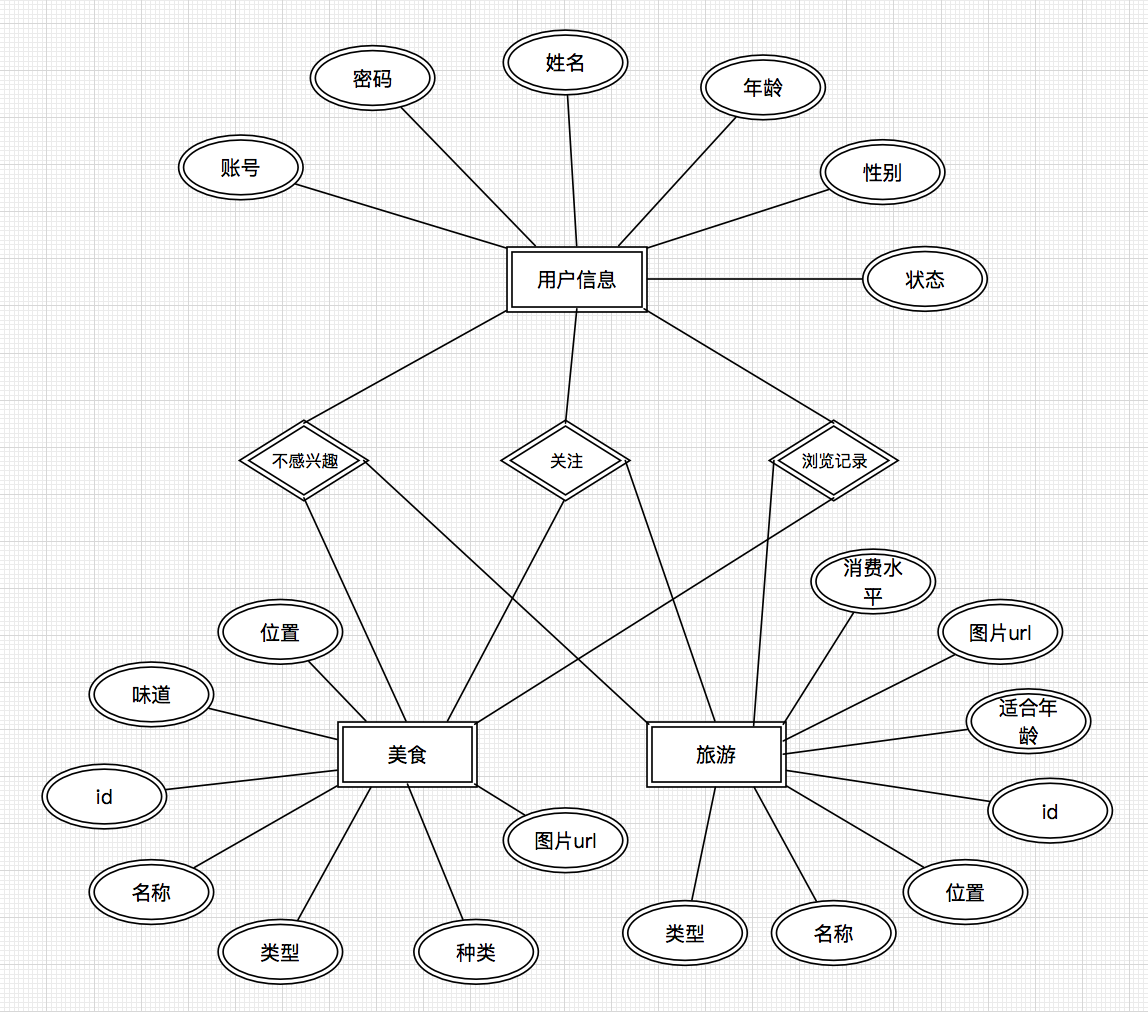 姓名
密码
年龄
账号
性别
用户信息
状态
不感兴趣
关注
浏览记录
消费水
平
位置
图片url
味道
适合年
龄
美食
旅游
id
id
图片url
名称
位置
类型
种类
类型
名称